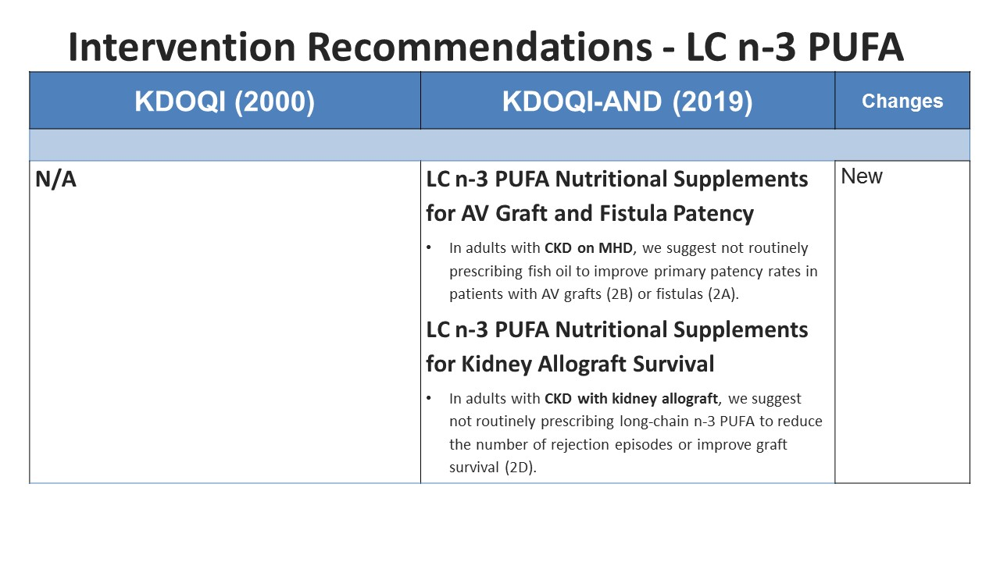 Intervention Recommendations - LC n-3 PUFA
KDOQI (2000)
KDOQI-AND (2019)
Changes
N/A
LC n-3 PUFA Nutritional Supplements
for AV Graft and Fistula Patency
• In adults with CKD on MHD, we suggest not routinely
prescribing fish oil to improve primary patency rates in
patients with AV grafts (2B) or fistulas (2A).
LC n-3 PUFA Nutritional Supplements
for Kidney Allograft Survival
• In adults with CKD with kidney allograft, we suggest
not routinely prescribing long-chain n-3 PUFA to reduce
the number of rejection episodes or improve graft
survival (2D).
New